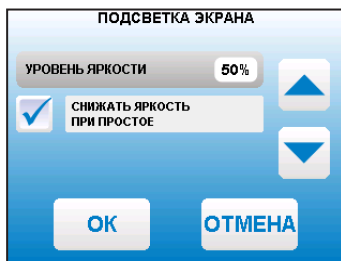 ПОДСВЕТКА ЭКРАНА
УРОВЕНЬ ЯРКОСТИ 50%
СНИЖАТЬ ЯРКОСТЬ
ПРИ ПРОСТОЕ
ОК ОТМЕНА